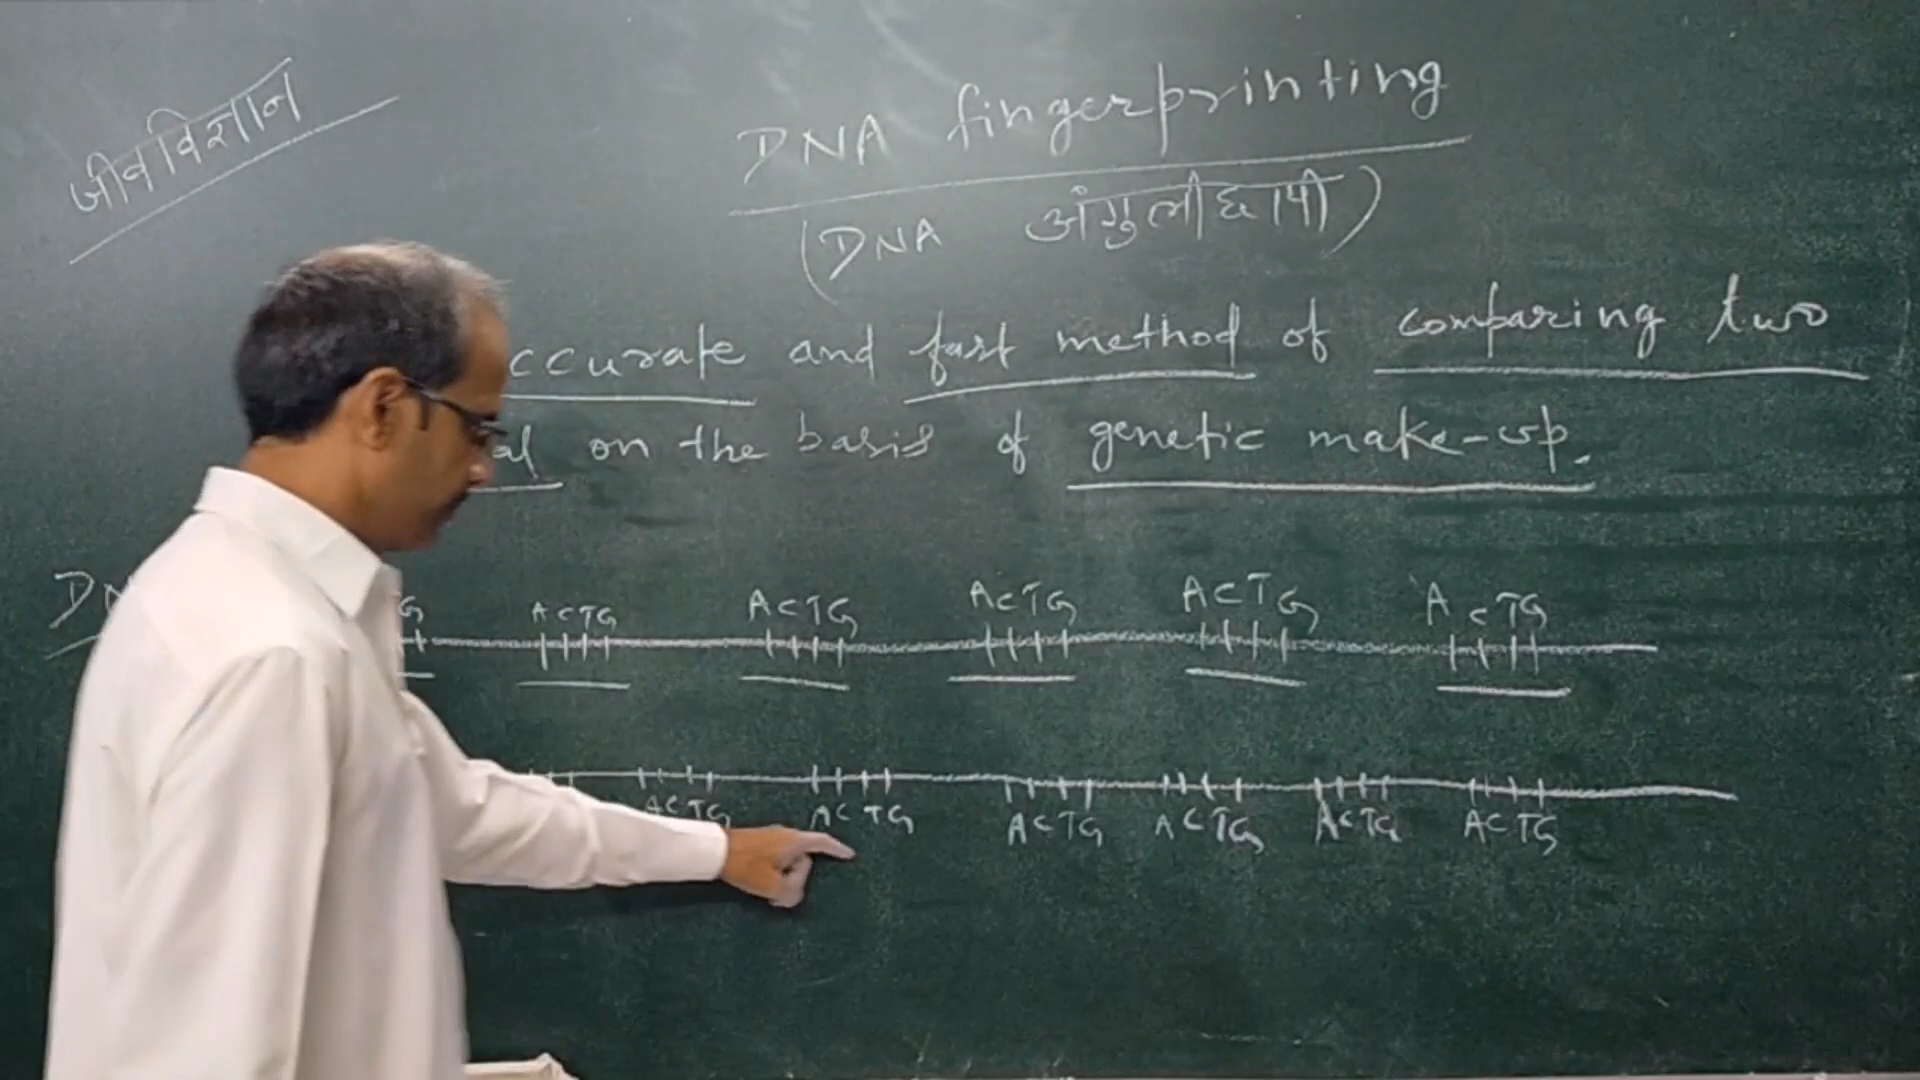 जीव विज्ञान
DNA fingerprinting
(DNA अंगुलीछापी)
ccurate and fast method of comparing two
al on the basis of genetic make-up.
DN
G ACTG ACTG ACTG ACTG ACTG
ACTG ACTG ACTG ACTG ACTG ACTG